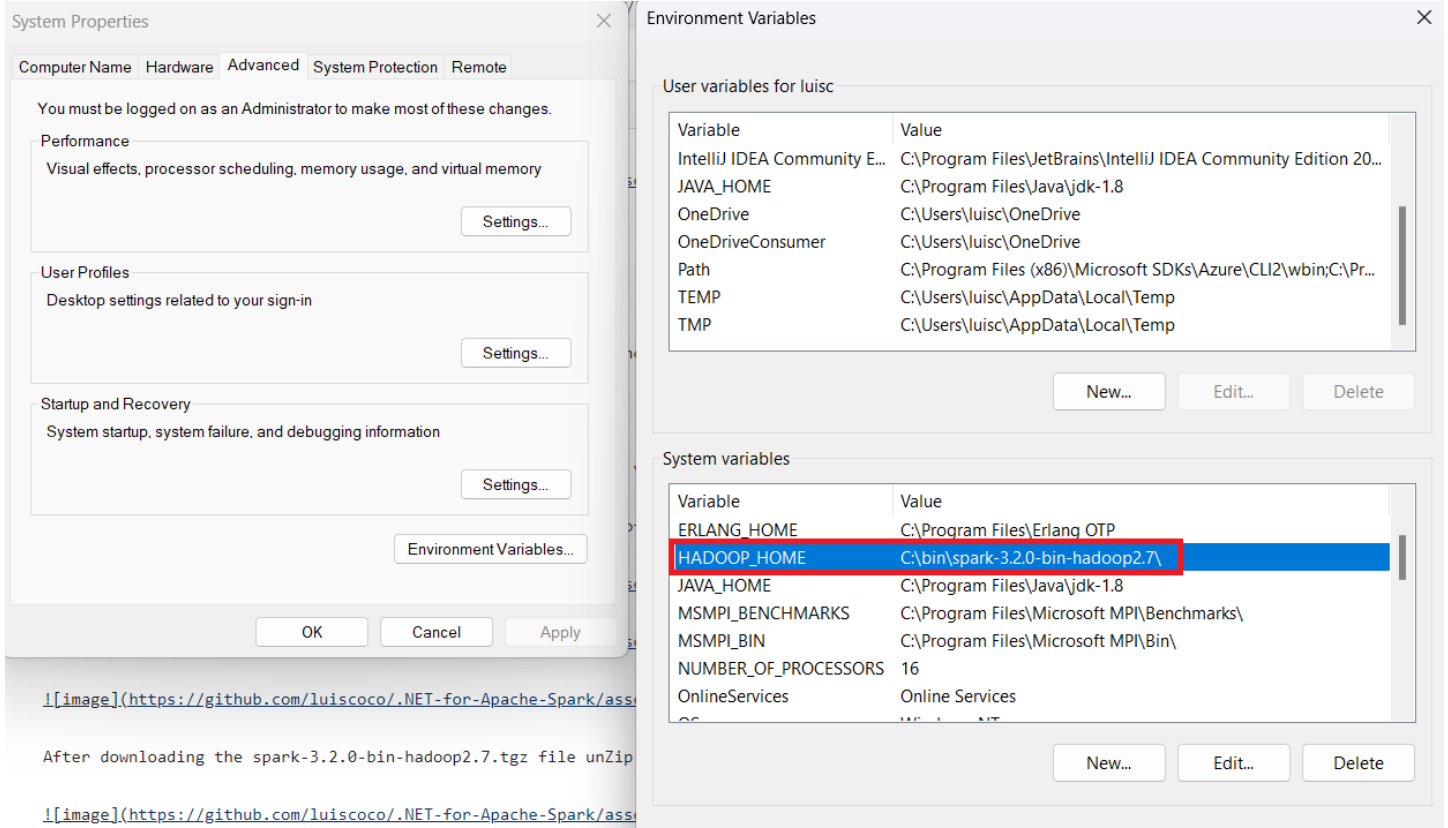 System Properties
Computer Name Hardware Advanced System Protection Remote
You must be logged on as an Administrator to make most of these changes.
Performance
Visual effects, processor scheduling, memory usage, and virtual memory
Settings...
User Profiles
Desktop settings related to your sign-in
Settings...
Startup and Recovery
System startup, system failure, and debugging information
Settings...
Environment Variables...
OK Cancel Apply
![image](https://github.com/luiscoco/.NET-for-Apache-Spark/asse
After downloading the spark-3.2.0-bin-hadoop2.7.tgz file unZip
![image](https://github.com/luiscoco/.NET-for-Apache-Spark/asse
Environment Variables
User variables for luisc
Variable Value
IntelliJ IDEA Community E... C:\Program Files\JetBrains\IntelliJ IDEA Community Edition 20...
JAVA_HOME C:\Program Files\Java\jdk-1.8
OneDrive C:\Users\luisc\OneDrive
OneDriveConsumer C:\Users\luisc\OneDrive
Path C:\Program Files (x86)\Microsoft SDKs\Azure\CLI2\wbin;C:\Pr...
TEMP C:\Users\luisc\AppData\Local\Temp
TMP C:\Users\luisc\AppData\Local\Temp
New... Edit... Delete
System variables
Variable Value
ERLANG_HOME C:\Program Files\Erlang OTP
HADOOP_HOME C:\bin\spark-3.2.0-bin-hadoop2.7\
JAVA_HOME C:\Program Files\Java\jdk-1.8
MSMPI_BENCHMARKS C:\Program Files\Microsoft MPI\Benchmarks\
MSMPI_BIN C:\Program Files\Microsoft MPI\Bin\
NUMBER_OF_PROCESSORS 16
OnlineServices Online Services
New... Edit... Delete